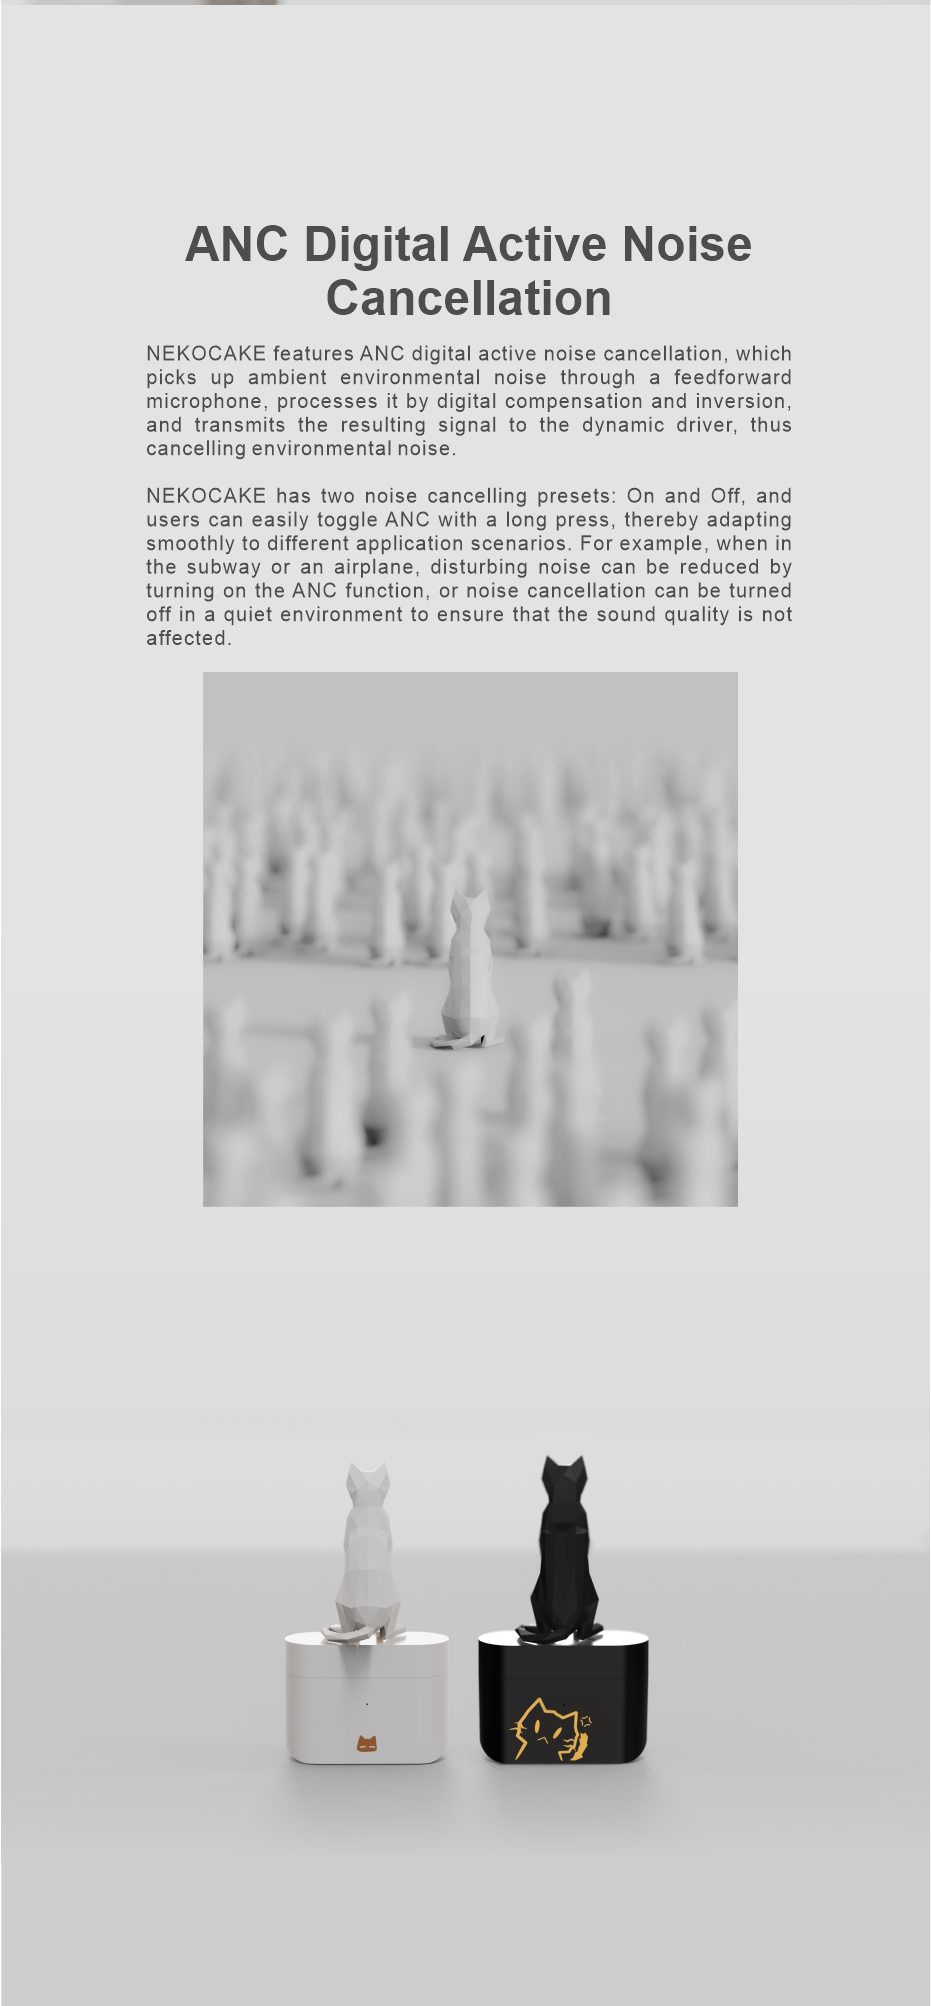 ANC Digital Active Noise
Cancellation
NEKOCAKE features ANC digital active noise cancellation, which
picks up ambient environmental noise through a feedforward
microphone, processes it by digital compensation and inversion,
and transmits the resulting signal to the dynamic driver, thus
cancelling environmental noise.
NEKOCAKE has two noise cancelling presets: On and Off, and
users can easily toggle ANC with a long press, thereby adapting
smoothly to different application scenarios. For example, when in
the subway or an airplane, disturbing noise can be reduced by
turning on the ANC function, or noise cancellation can be turned
off in a quiet environment to ensure that the sound quality is not
affected.